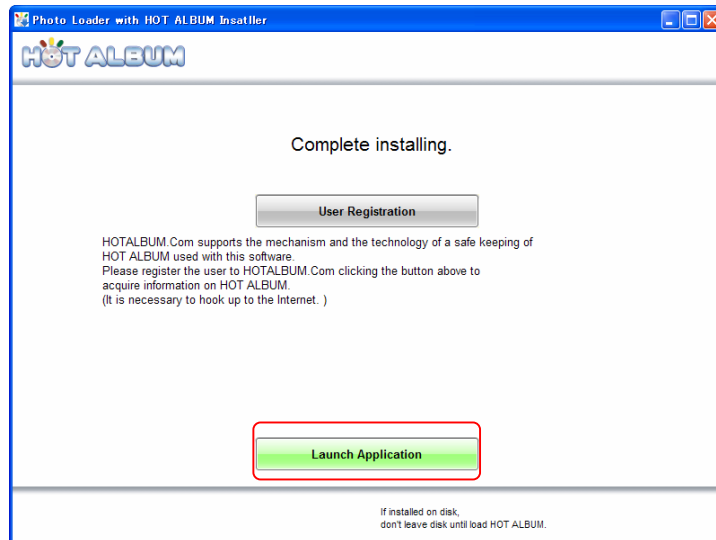 Photo Loader with HOT ALBUM Insatller
HOT ALBUM
Complete installing.
User Registration
HOTALBUM.Com supports the mechanism and the technology of a safe keeping of
HOT ALBUM used with this software.
Please register the user to HOTALBUM.Com clicking the button above to
acquire information on HOT ALBUM.
(It is necessary to hook up to the Internet. )
Launch Application
If installed on disk,
don't leave disk until load HOT ALBUM.